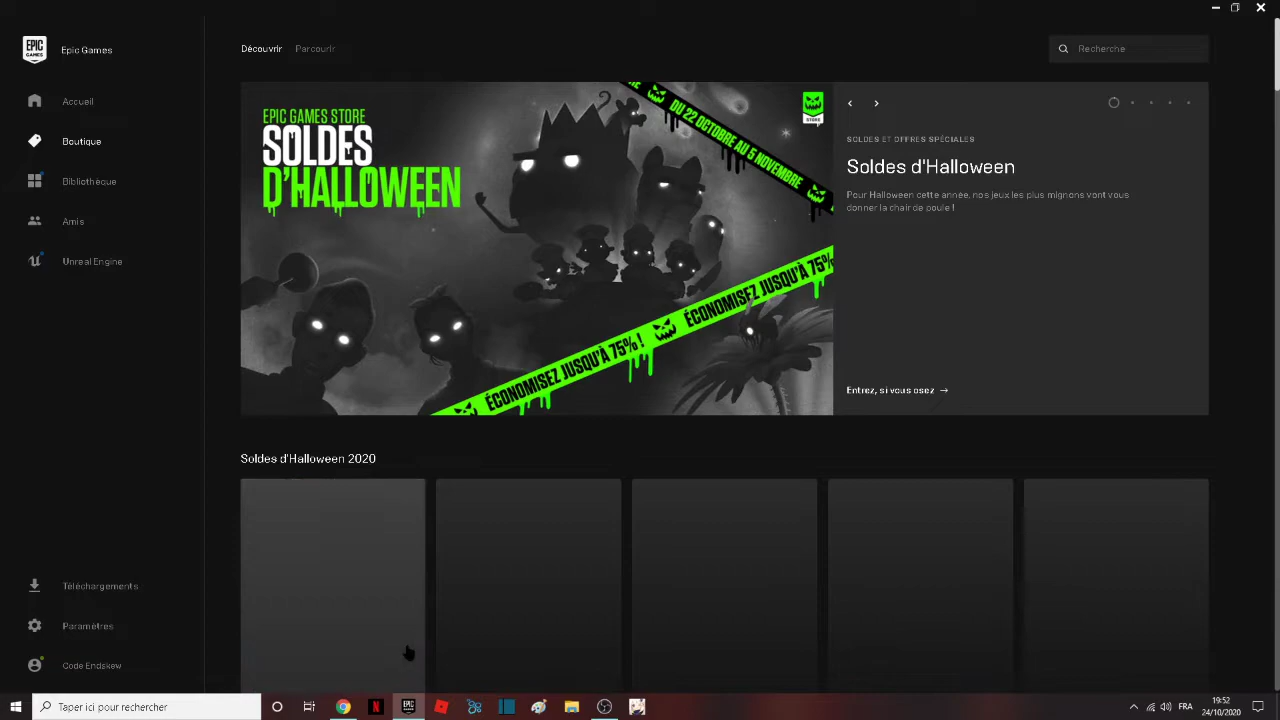 EPIC GAMES
Epic Games
Accueil
Boutique
Bibliothèque
Amis
Unreal Engine
Téléchargements
Paramètres
Code Endskew
Découvrir
Parcourir
Recherche
EPIC GAMES STORE
SOLDES
D'HALLOWEEN
DU 22 OCTOBRE AU 5 NOVEMBRE
STORE
ÉCONOMISEZ JUSQU'À 75% !
ÉCONOMISEZ JUSQU'À 75%
SOLDES ET OFFRES SPÉCIALES
Soldes d'Halloween
Pour Halloween cette année, nos jeux les plus mignons vont vous
donner la chair de poule !
Entrez, si vous osez →
Soldes d'Halloween 2020
Taper ici pour rechercher
N
EPIC GAMES
FRA
19:52
24/10/2020